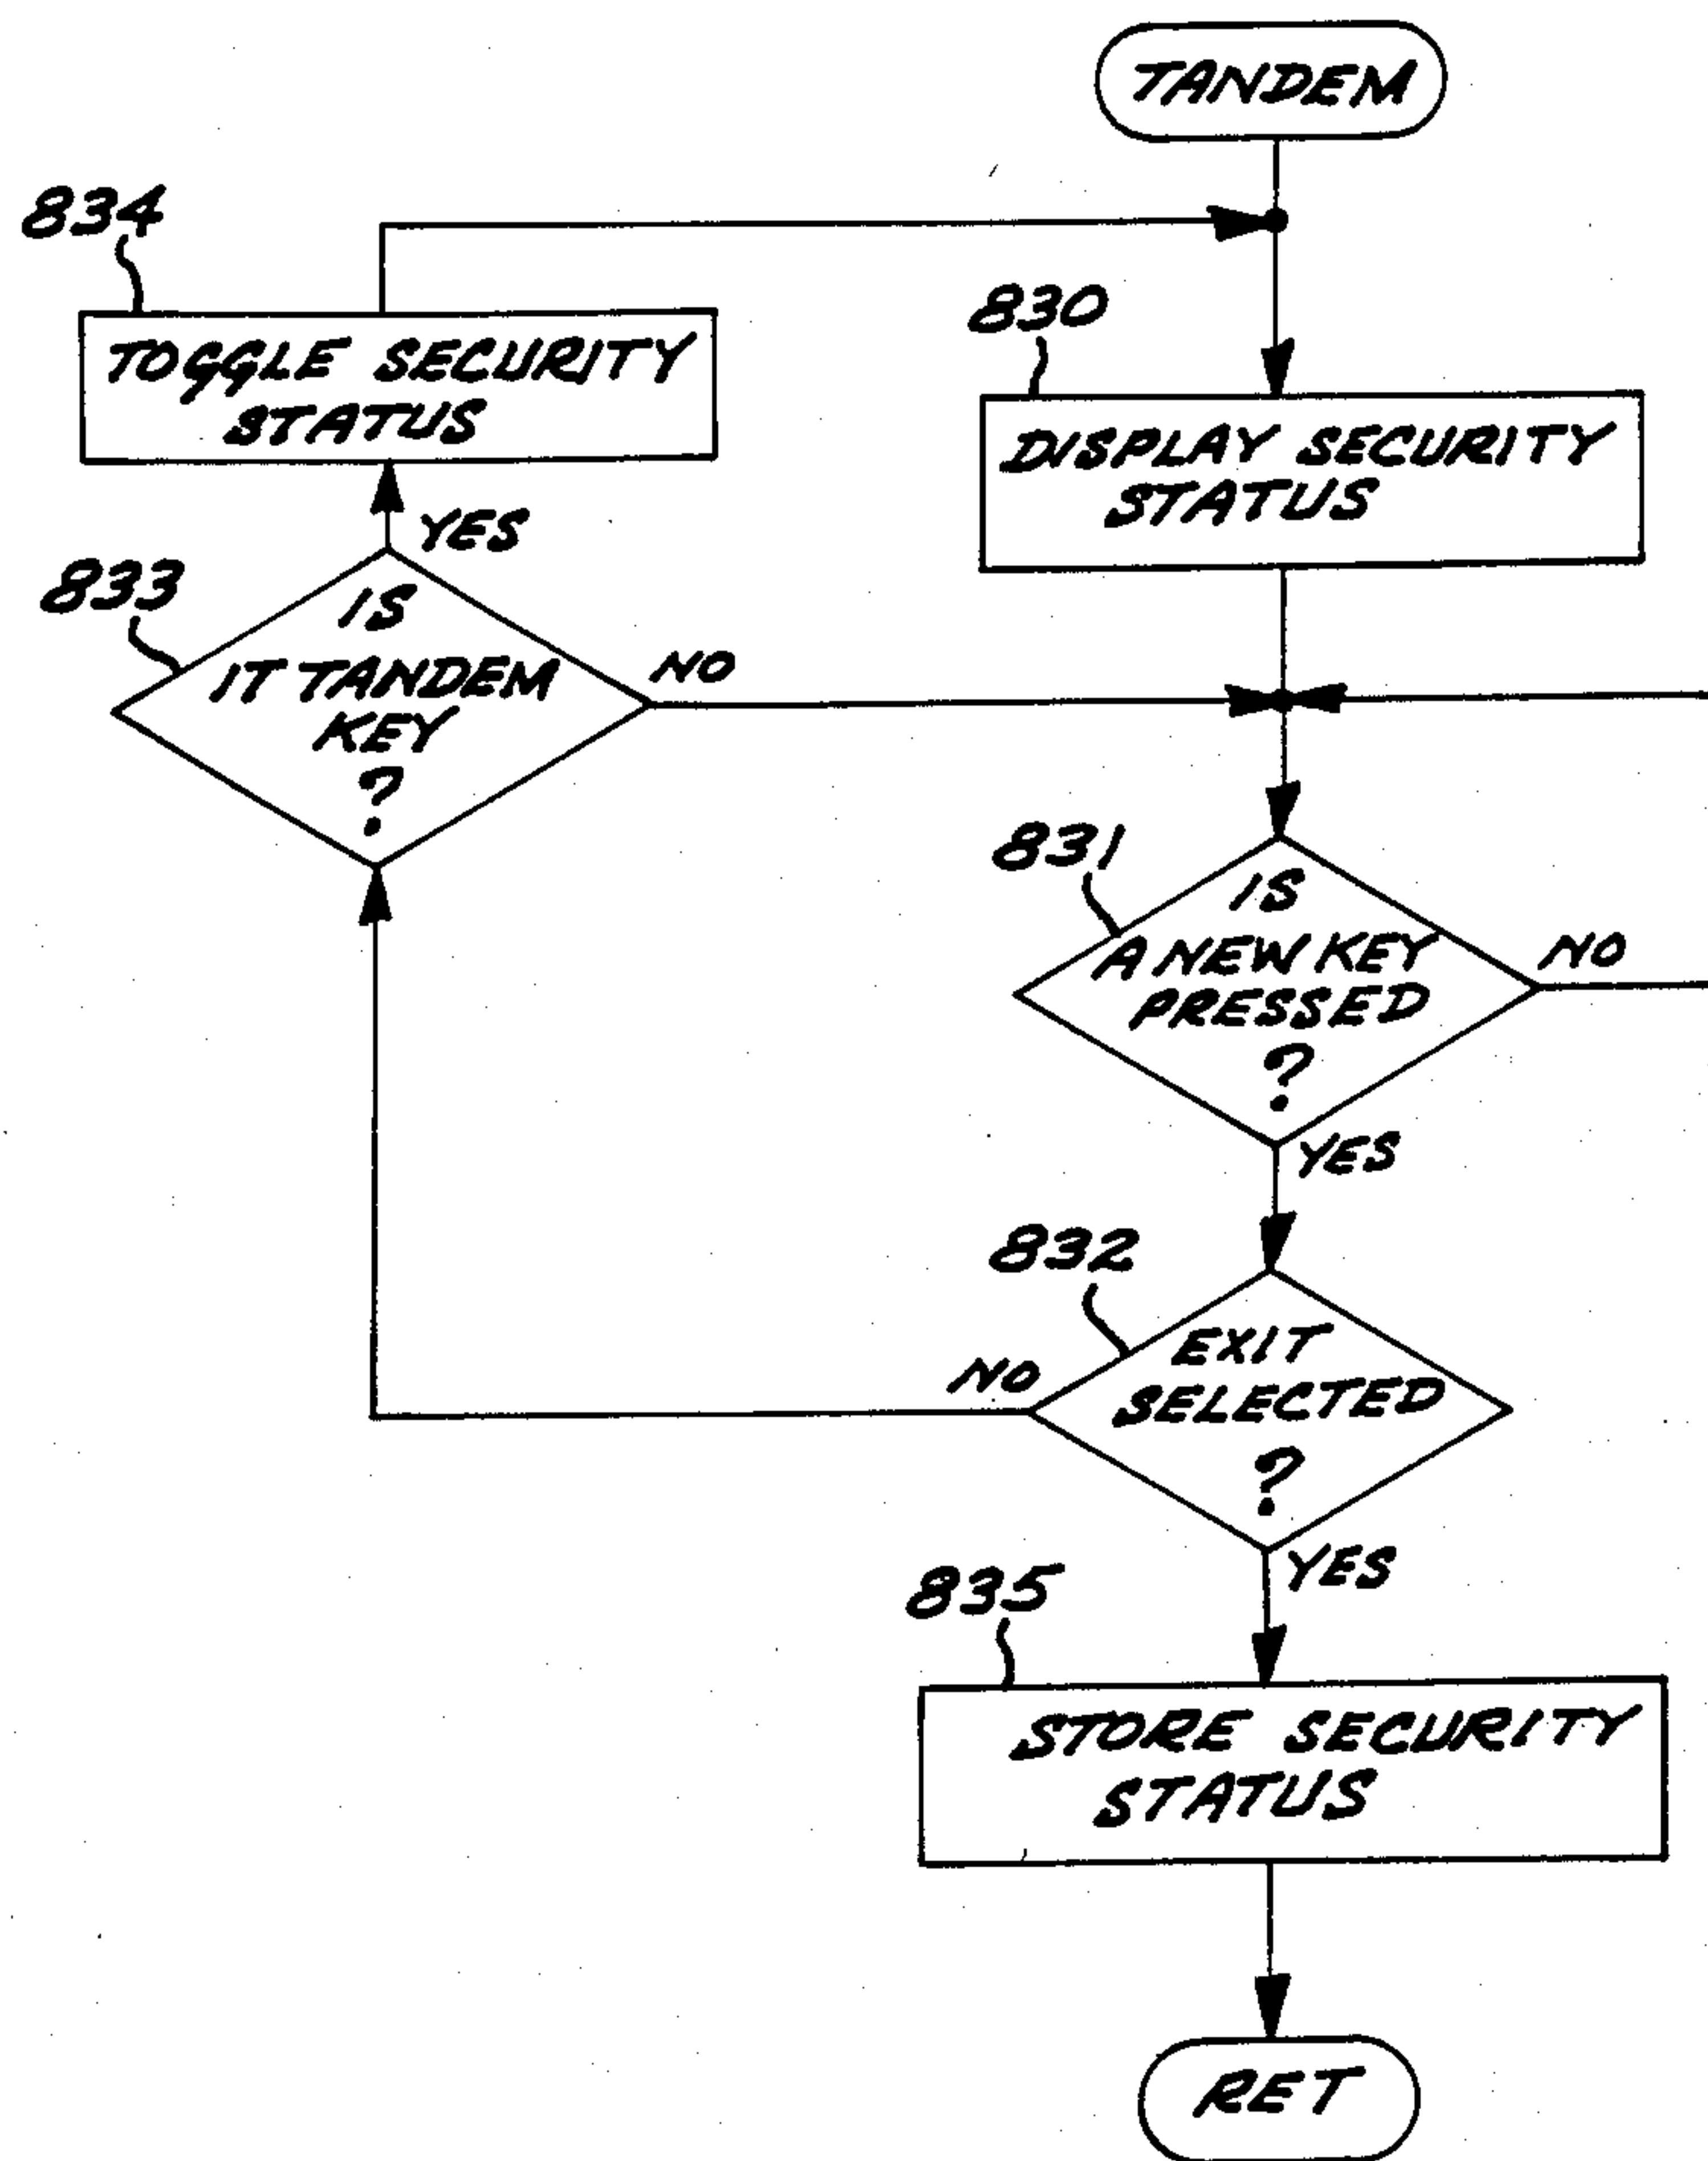 TANDEM
834
TOGGLE SECURITY
STATUS
830
DISPLAY SECURITY
STATUS
YES
833
IS
IT TANDEM
KEY
?
NO
831
IS
A NEW KEY
PRESSED
?
NO
YES
832
EXIT
SELECTED
?
NO
YES
835
STORE SECURITY
STATUS
RET